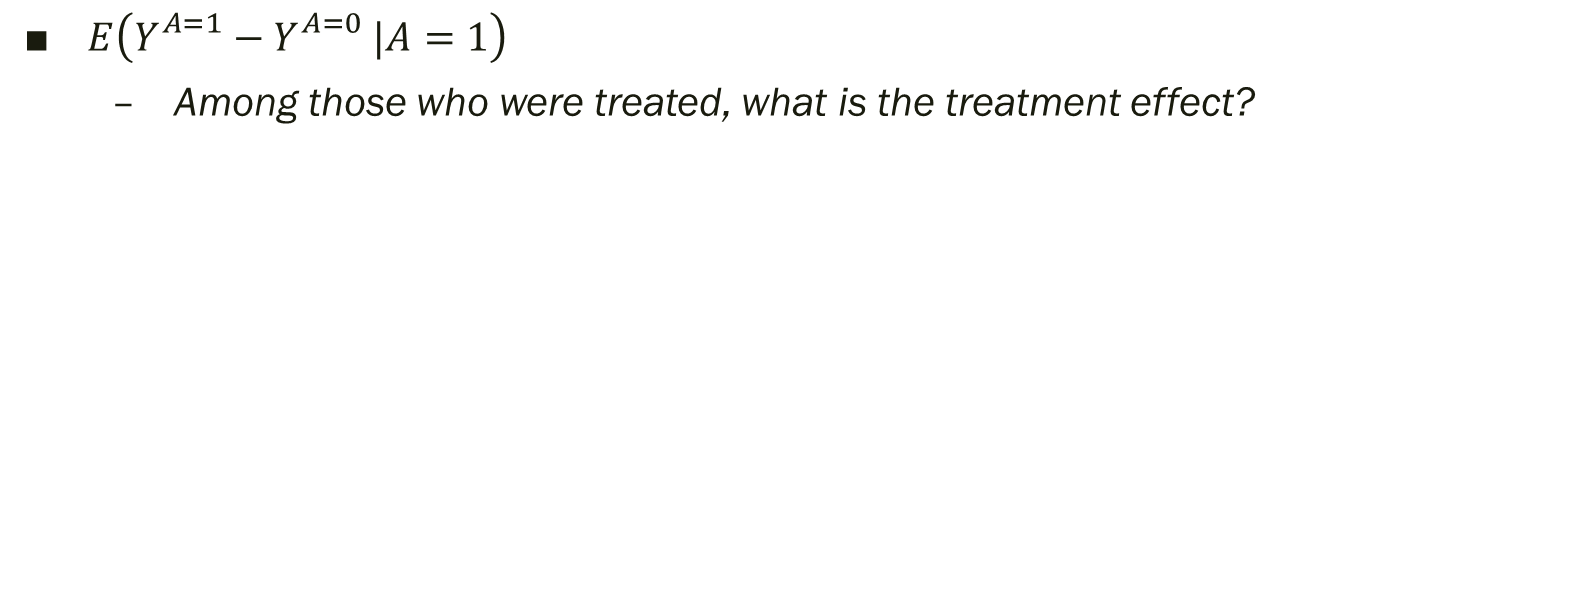 ■ E(Y^{A=1} − Y^{A=0} |A = 1)
– Among those who were treated, what is the treatment effect?